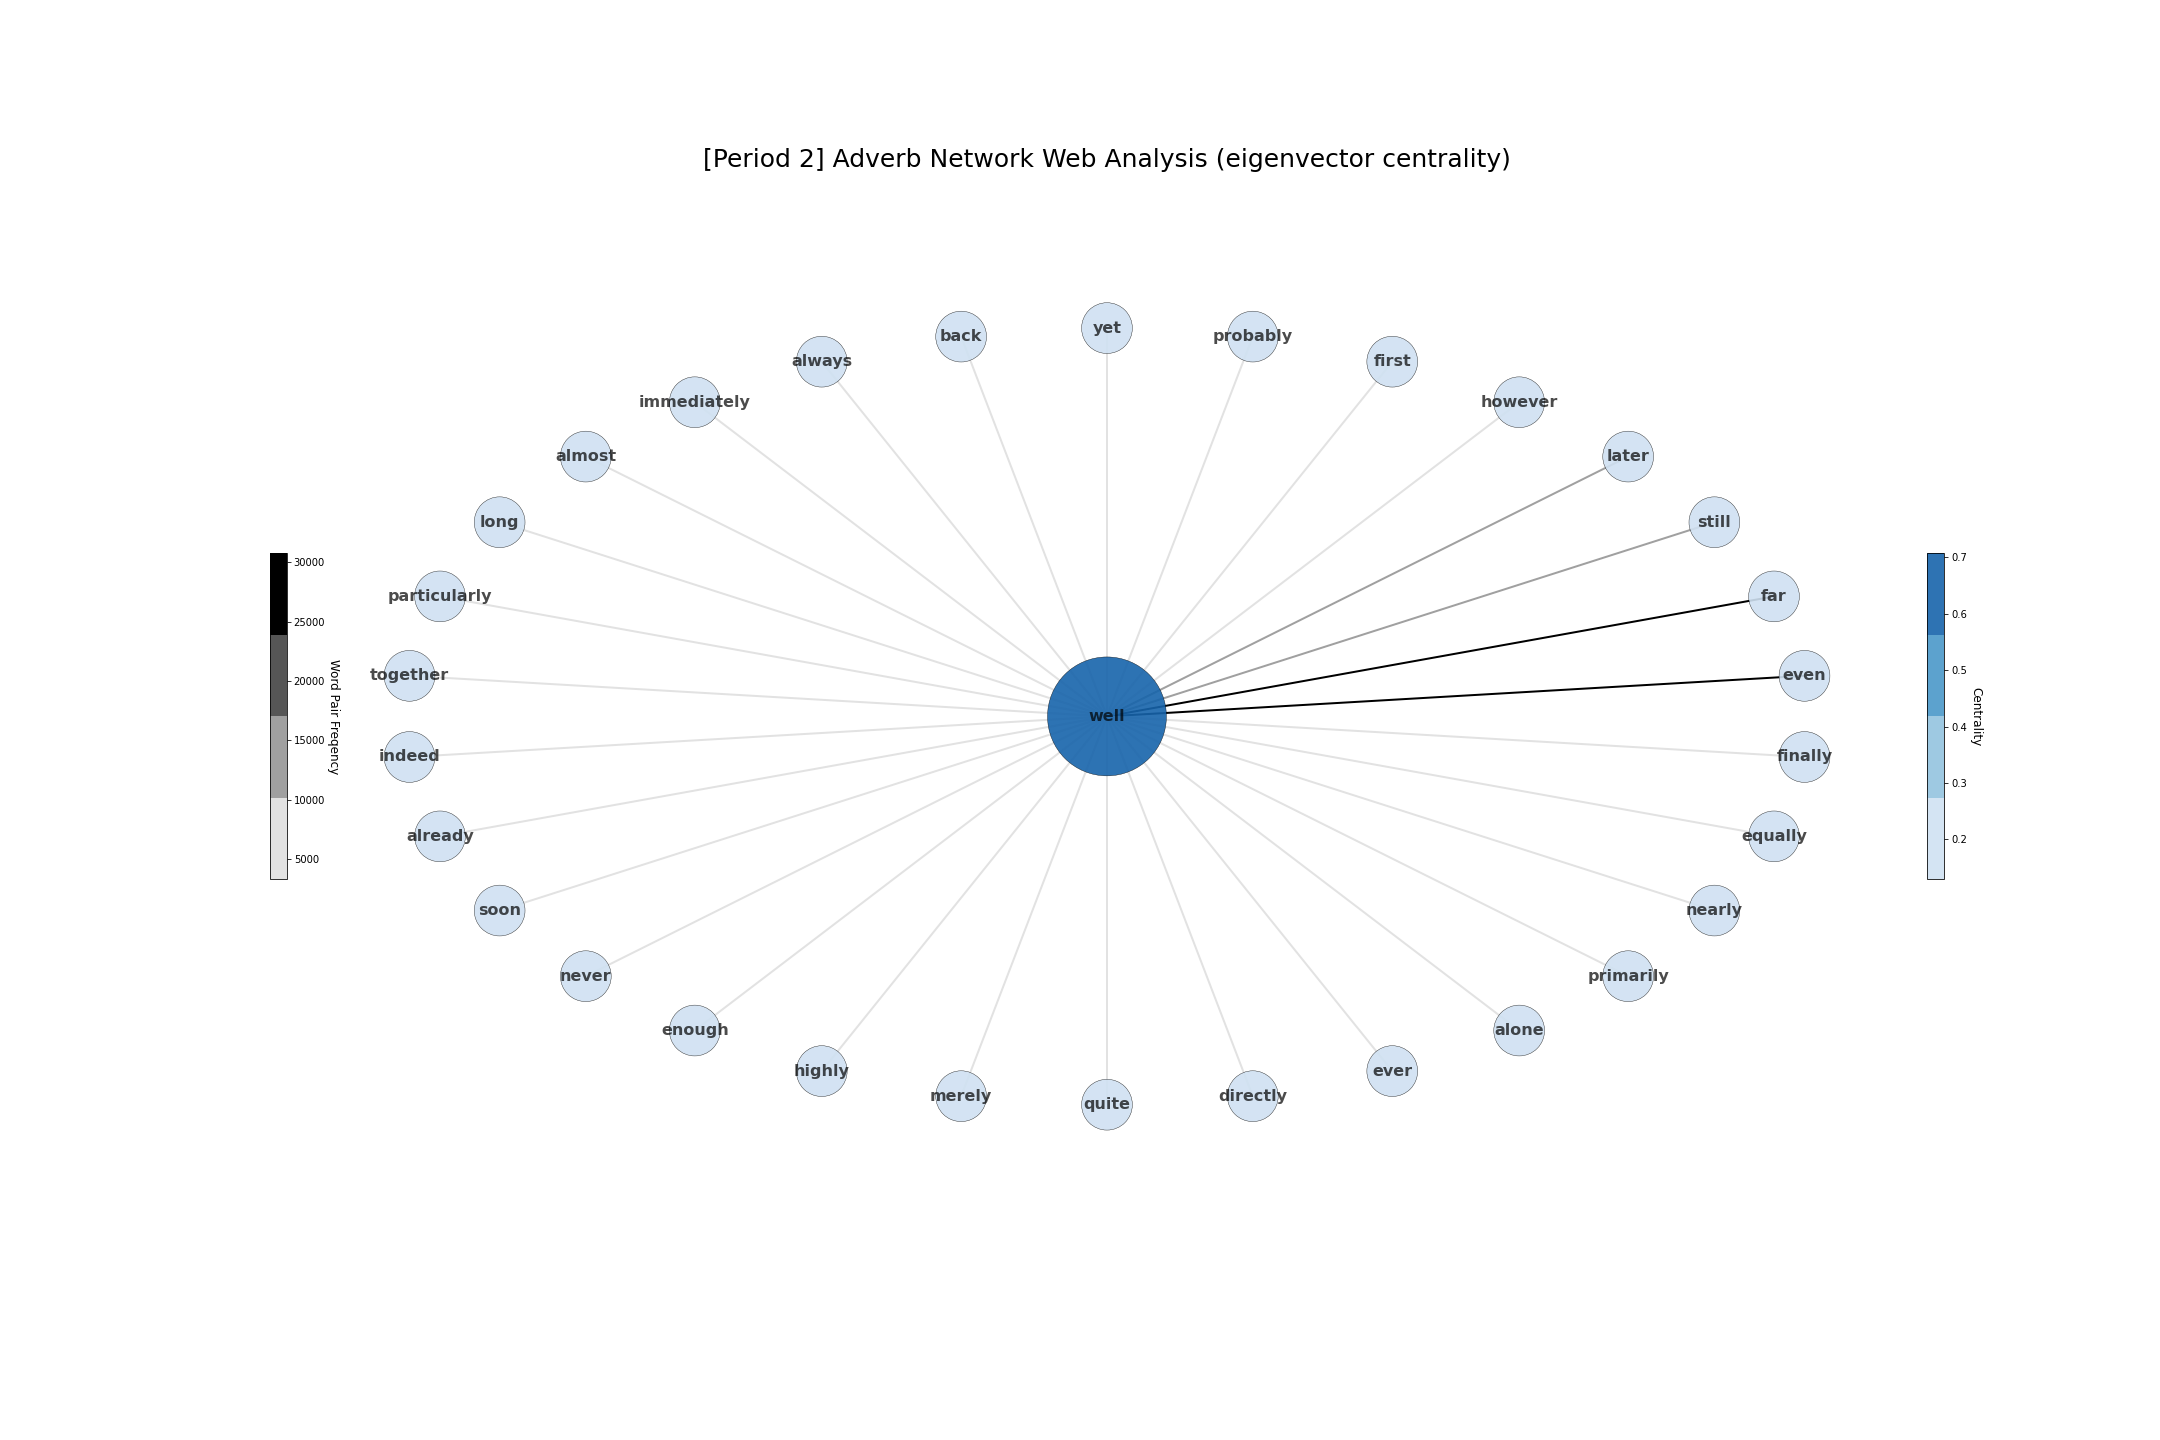 [Period 2] Adverb Network Web Analysis (eigenvector centrality)
yet
back
probably
always
first
immediately
however
almost
later
long
still
particularly
far
together
even
well
indeed
finally
already
equally
soon
nearly
never
primarily
enough
alone
highly
ever
merely
directly
quite
30000
25000
20000
15000
10000
5000
Word Pair Freqency
0.7
0.6
0.5
0.4
0.3
0.2
Centrality